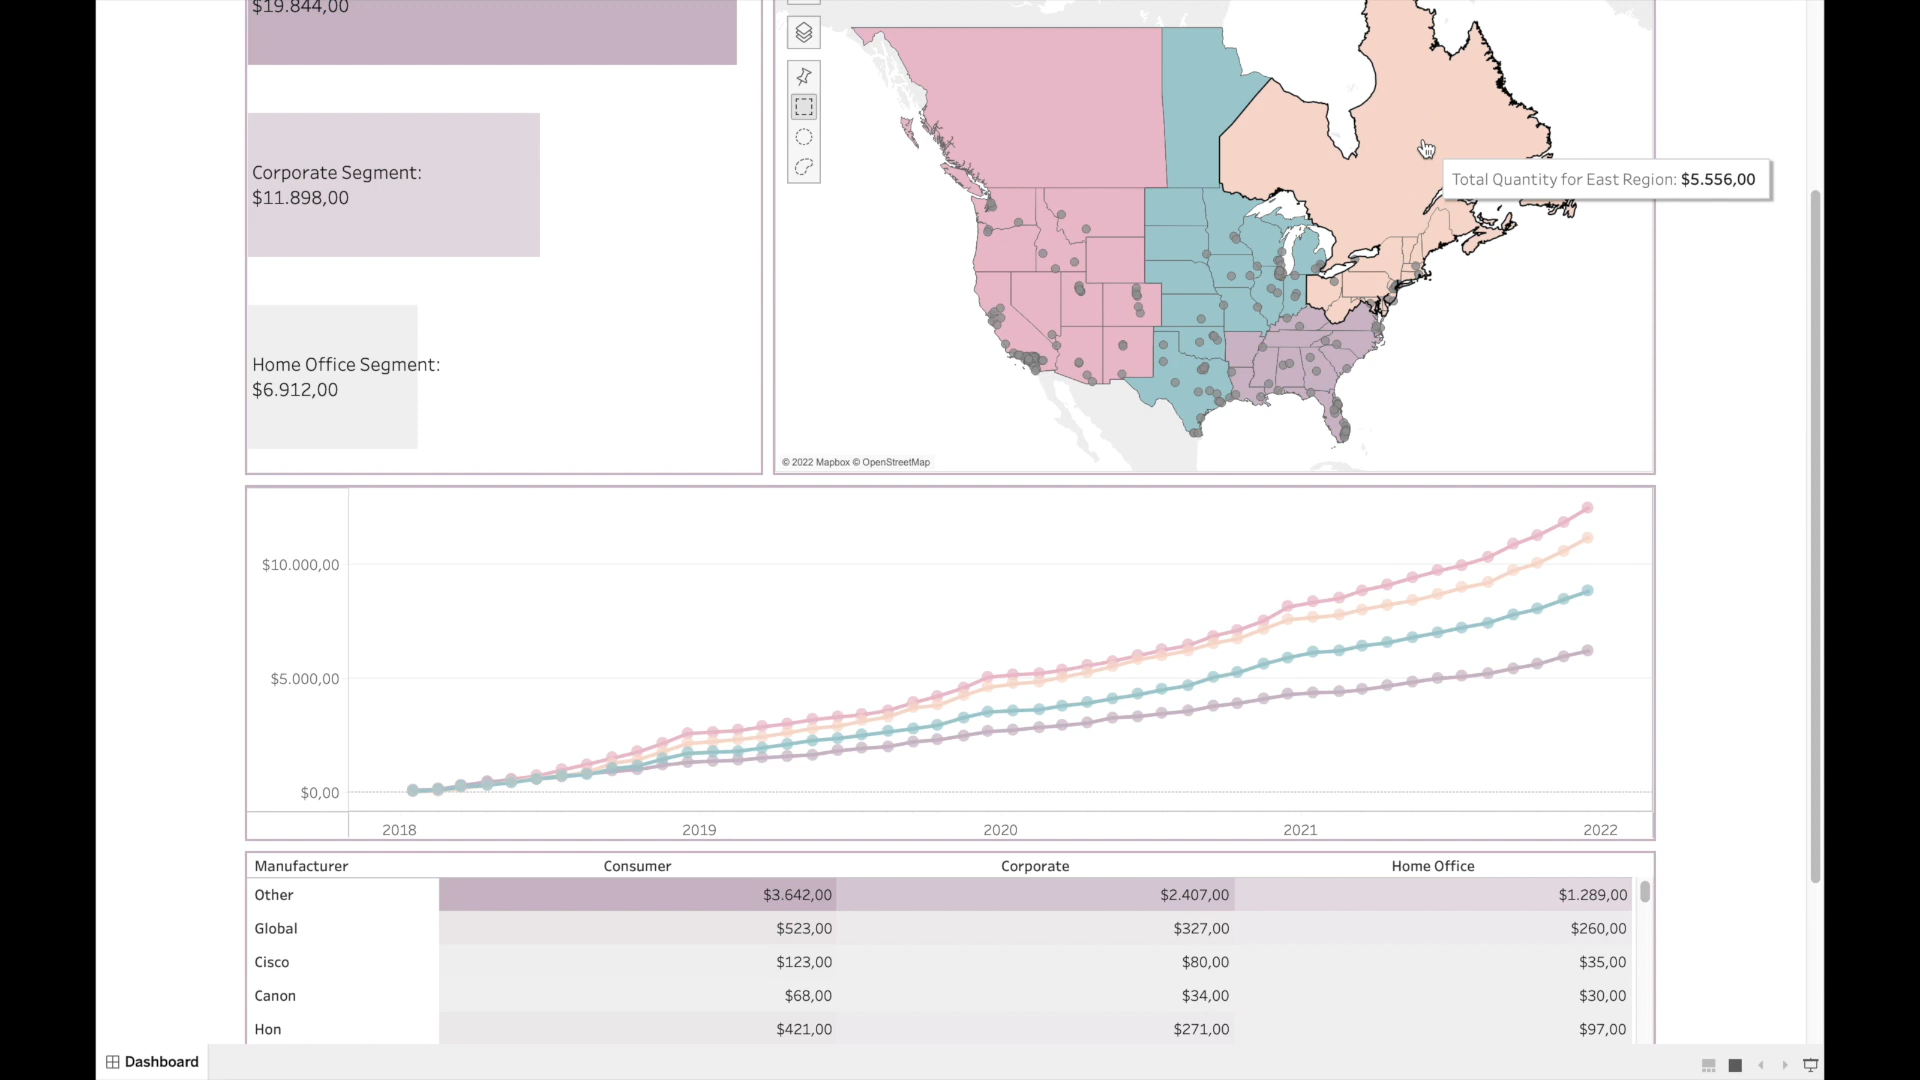 $19.844,00
Corporate Segment:
$11.898,00
Home Office Segment:
$6.912,00
Total Quantity for East Region: $5.556,00
© 2022 Mapbox © OpenStreetMap
$10.000,00
$5.000,00
$0,00
2018 2019 2020 2021 2022
Manufacturer Consumer Corporate Home Office
Other $3.642,00 $2.407,00 $1.289,00
Global $523,00 $327,00 $260,00
Cisco $123,00 $80,00 $35,00
Canon $68,00 $34,00 $30,00
Hon $421,00 $271,00 $97,00
Dashboard